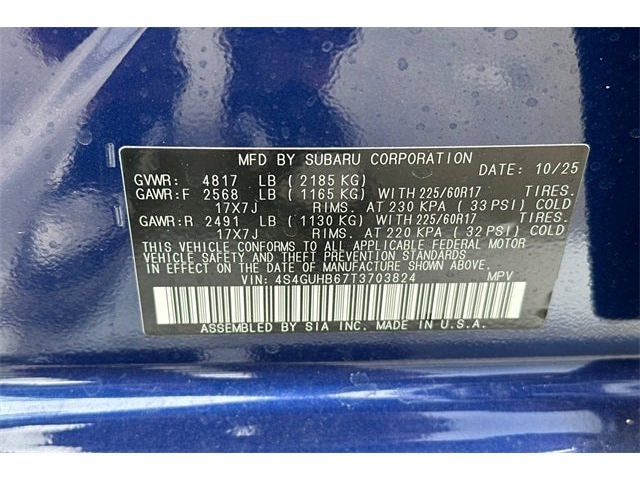 MFD BY SUBARU CORPORATION
DATE: 10/25
GVWR: 4817 LB ( 2185 KG)
GAWR:F 2568 LB ( 1165 KG) WITH 225/60R17 TIRES.
17X7J RIMS. AT 230 KPA ( 33 PSI) COLD
GAWR:R 2491 LB ( 1130 KG) WITH 225/60R17 TIRES.
17X7J RIMS. AT 220 KPA ( 32 PSI) COLD
THIS VEHICLE CONFORMS TO ALL APPLICABLE FEDERAL MOTOR
VEHICLE SAFETY AND THEFT PREVENTION STANDARDS
IN EFFECT ON THE DATE OF MANUFACTURE SHOWN ABOVE.
VIN: 4S4GUHB67T3703824 MPV
ASSEMBLED BY SIA INC. MADE IN U.S.A.